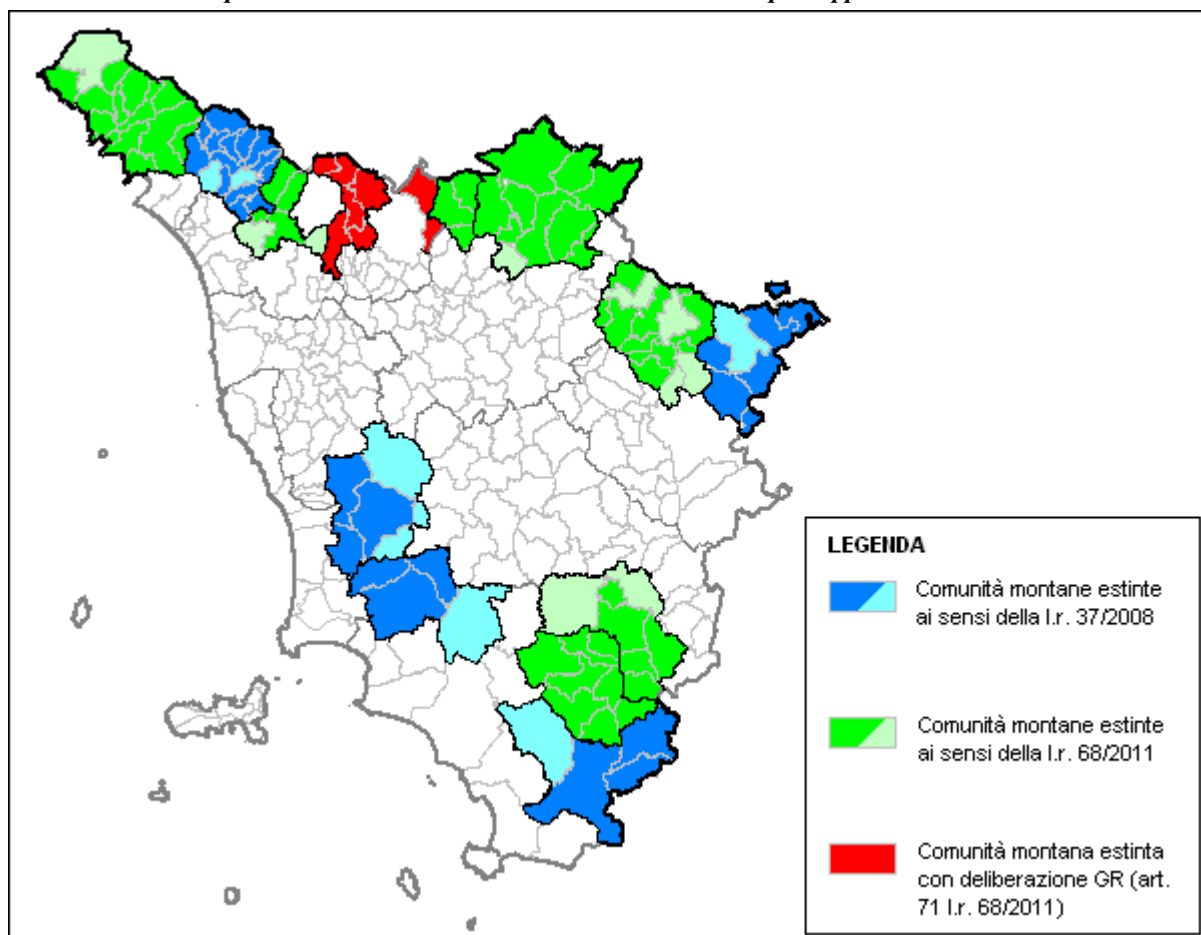 LEGENDA
Comunità montane estinte
ai sensi della l.r. 37/2008
Comunità montane estinte
ai sensi della l.r. 68/2011
Comunità montana estinta
con deliberazione GR (art.
71 l.r. 68/2011)